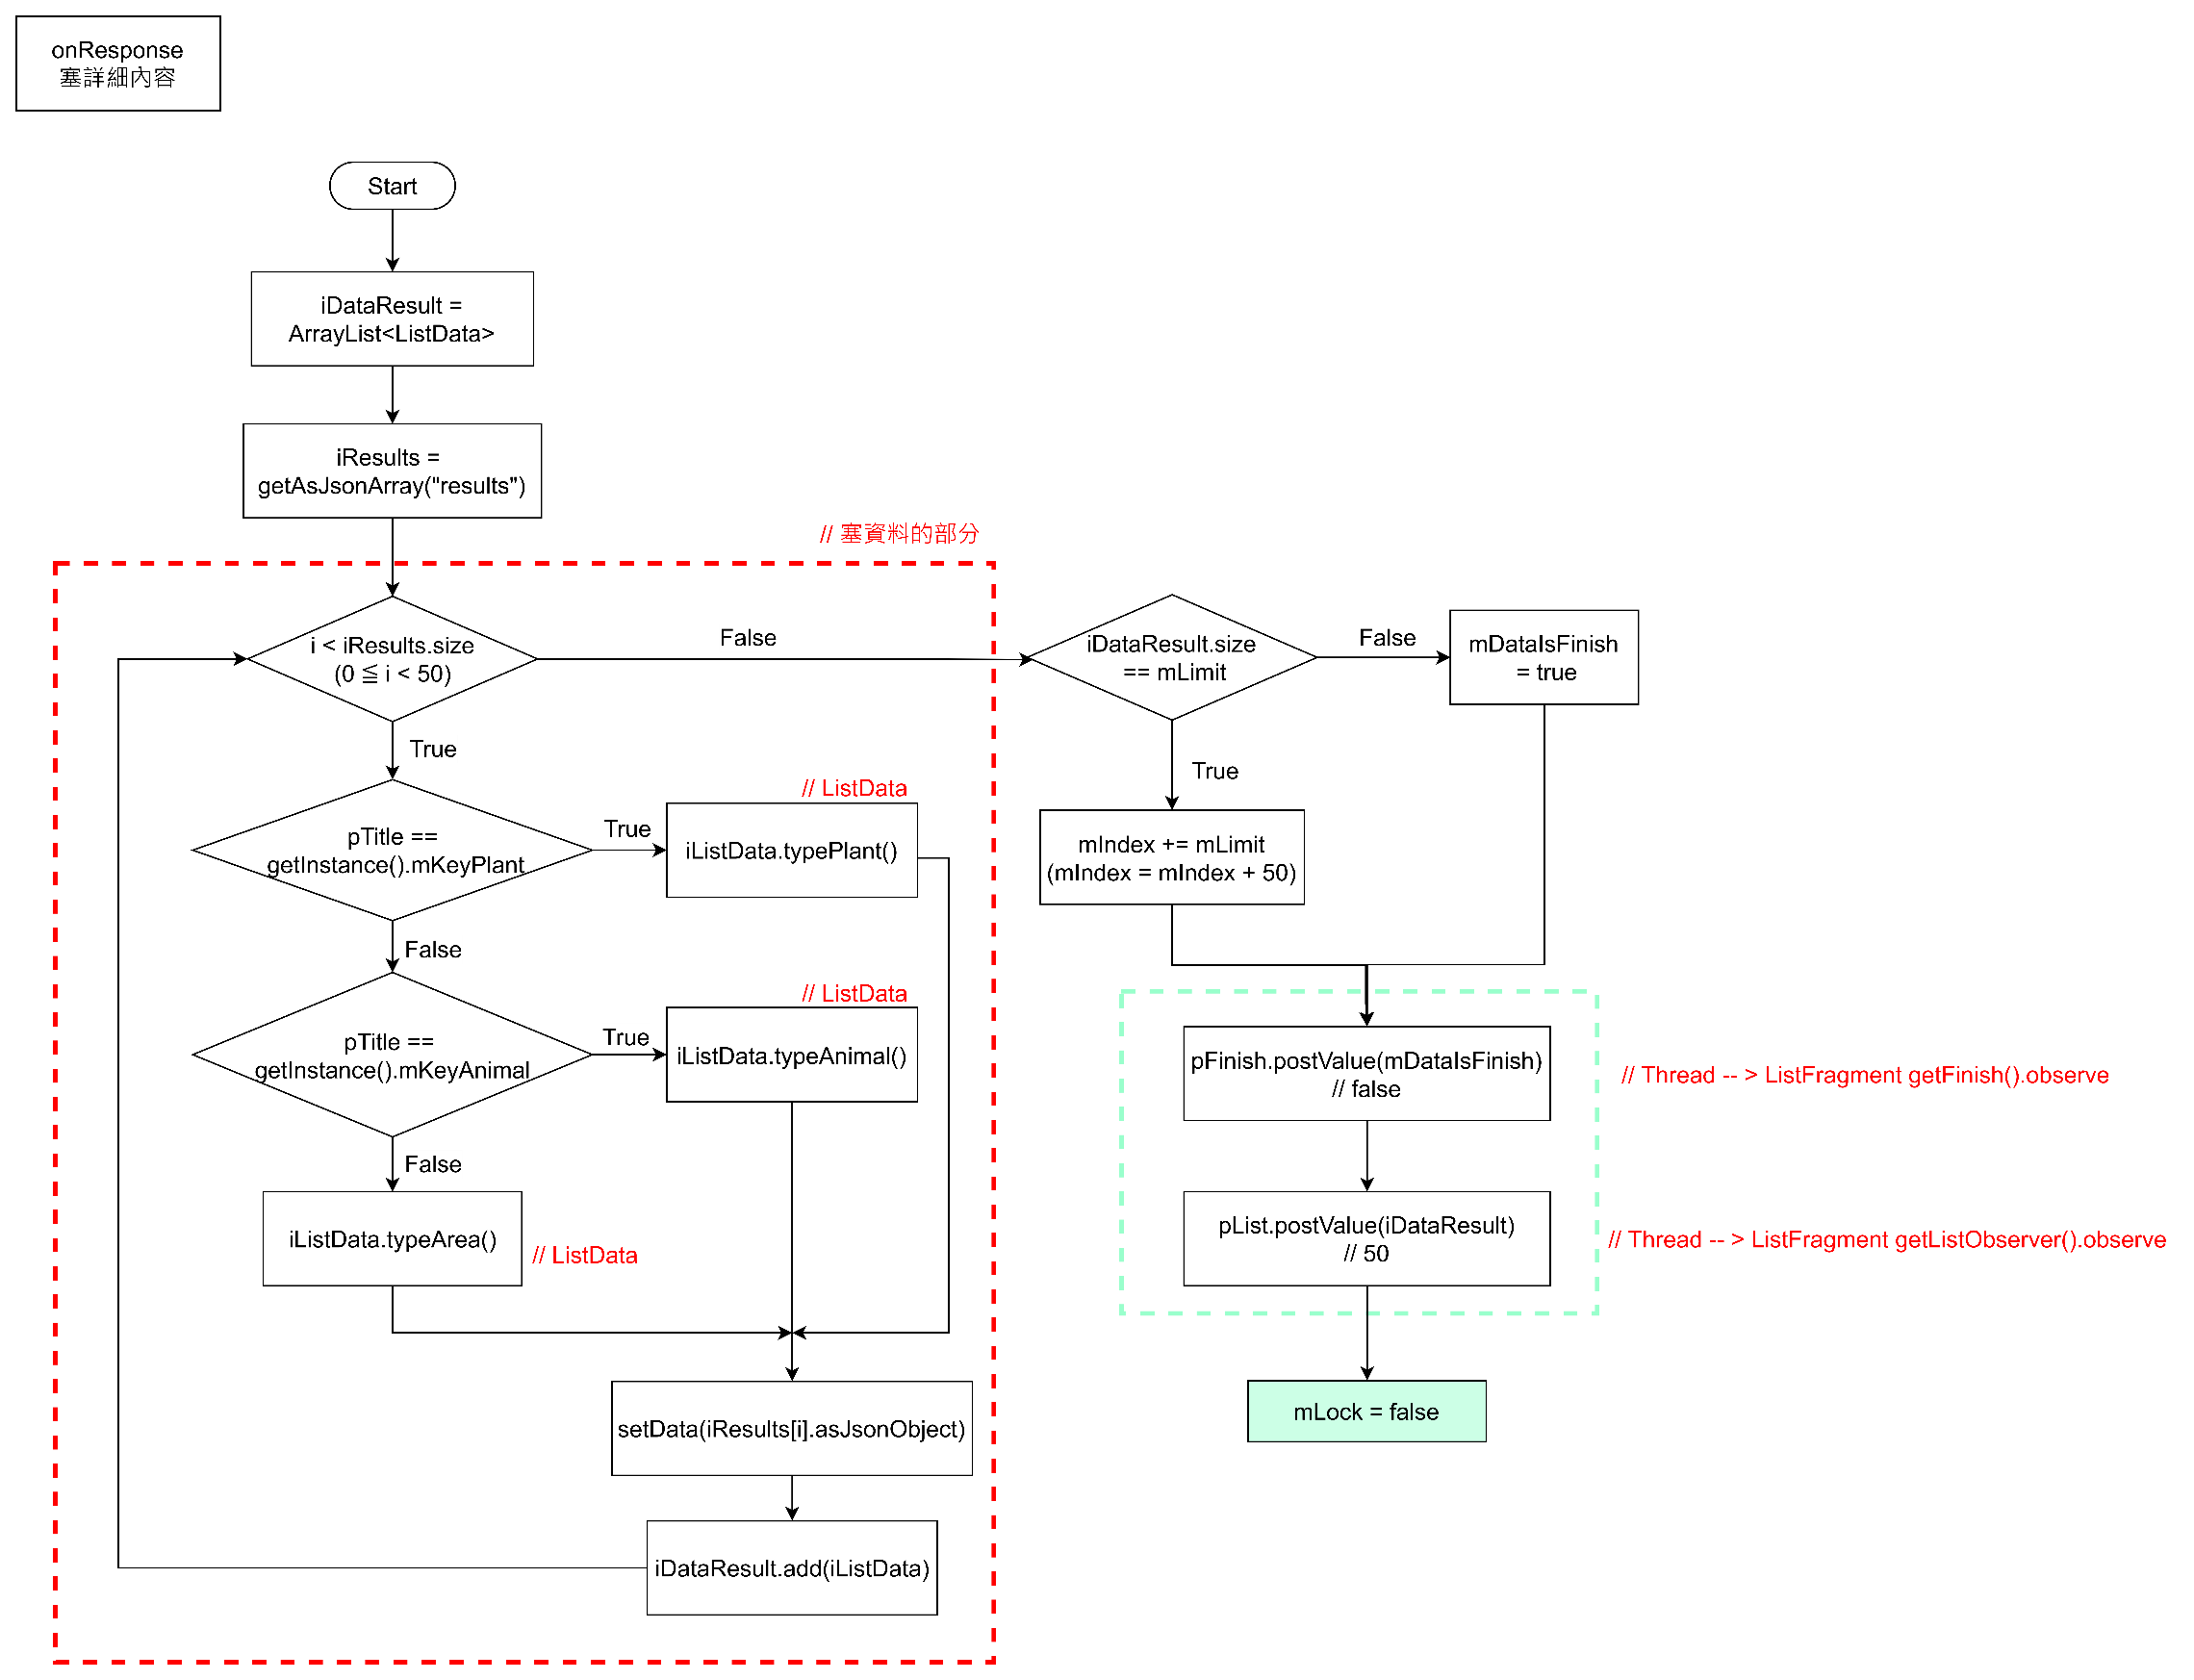 onResponse
塞詳細內容
Start
iDataResult =
ArrayList<ListData>
iResults =
getAsJsonArray("results")
// 塞資料的部分
i < iResults.size
(0 ≦ i < 50)
False
True
pTitle ==
getInstance().mKeyPlant
True
// ListData
iListData.typePlant()
False
pTitle ==
getInstance().mKeyAnimal
True
// ListData
iListData.typeAnimal()
False
iListData.typeArea()
// ListData
setData(iResults[i].asJsonObject)
iDataResult.add(iListData)
iDataResult.size
== mLimit
False
mDataIsFinish
= true
True
mIndex += mLimit
(mIndex = mIndex + 50)
pFinish.postValue(mDataIsFinish)
// false
// Thread -- > ListFragment getFinish().observe
pList.postValue(iDataResult)
// 50
// Thread -- > ListFragment getListObserver().observe
mLock = false